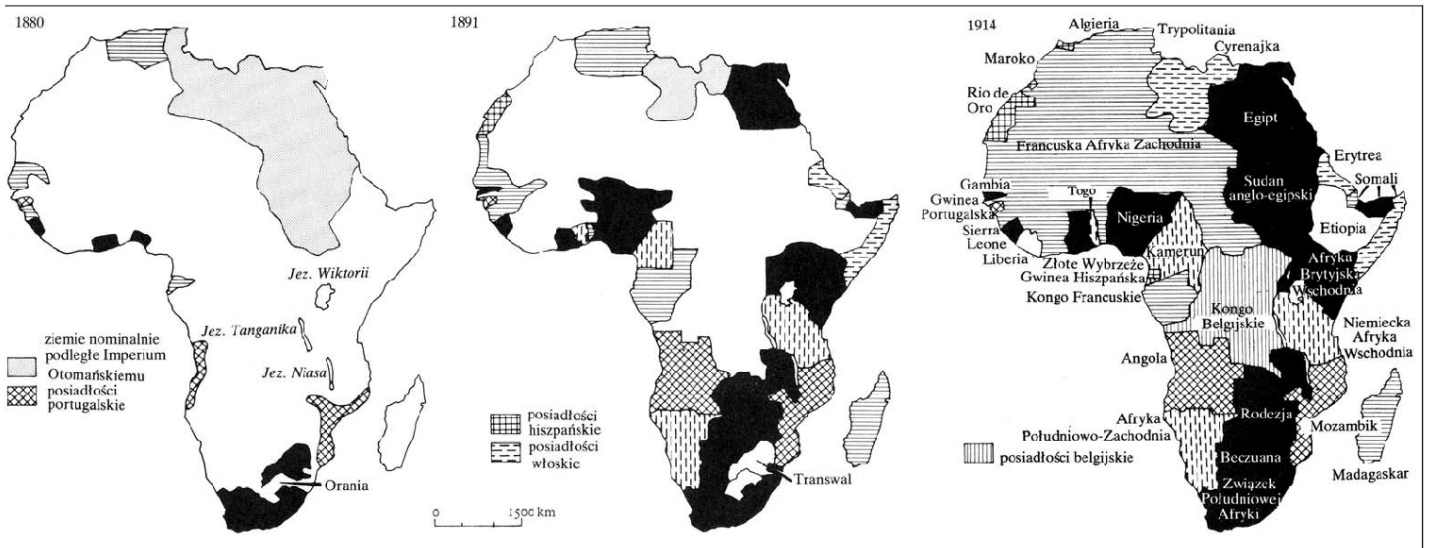 1880
Jez. Wiktorii
Jez. Tanganika
Jez. Niasa
ziemie nominalnie
podległe Imperium
Otomańskiemu
posiadłości
portugalskie
Orania
1891
posiadłości
hiszpańskie
posiadłości
włoskie
Transwal
0 1500 km
1914
Algieria
Trypolitania
Cyrenajka
Maroko
Rio de
Oro
Egipt
Francuska Afryka Zachodnia
Erytrea
Somali
Gambia
Gwinea
Portugalska
Togo
Sudan
anglo-egipski
Nigeria
Sierra
Leone
Liberia
Etiopia
Złote Wybrzeże
Gwinea Hiszpańska
Kamerun
Afryka
Brytyjska
Wschodnia
Kongo Francuskie
Kongo
Belgijskie
Niemiecka
Afryka
Wschodnia
Angola
Afryka
Południowo-Zachodnia
Rodezja
Mozambik
posiadłości belgijskie
Beczuana
Madagaskar
Związek
Południowej
Afryki